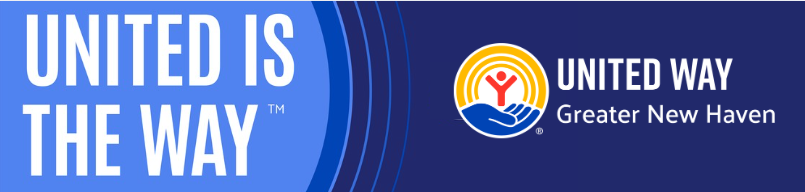 UNITED IS
THE WAY™
UNITED WAY
Greater New Haven
®